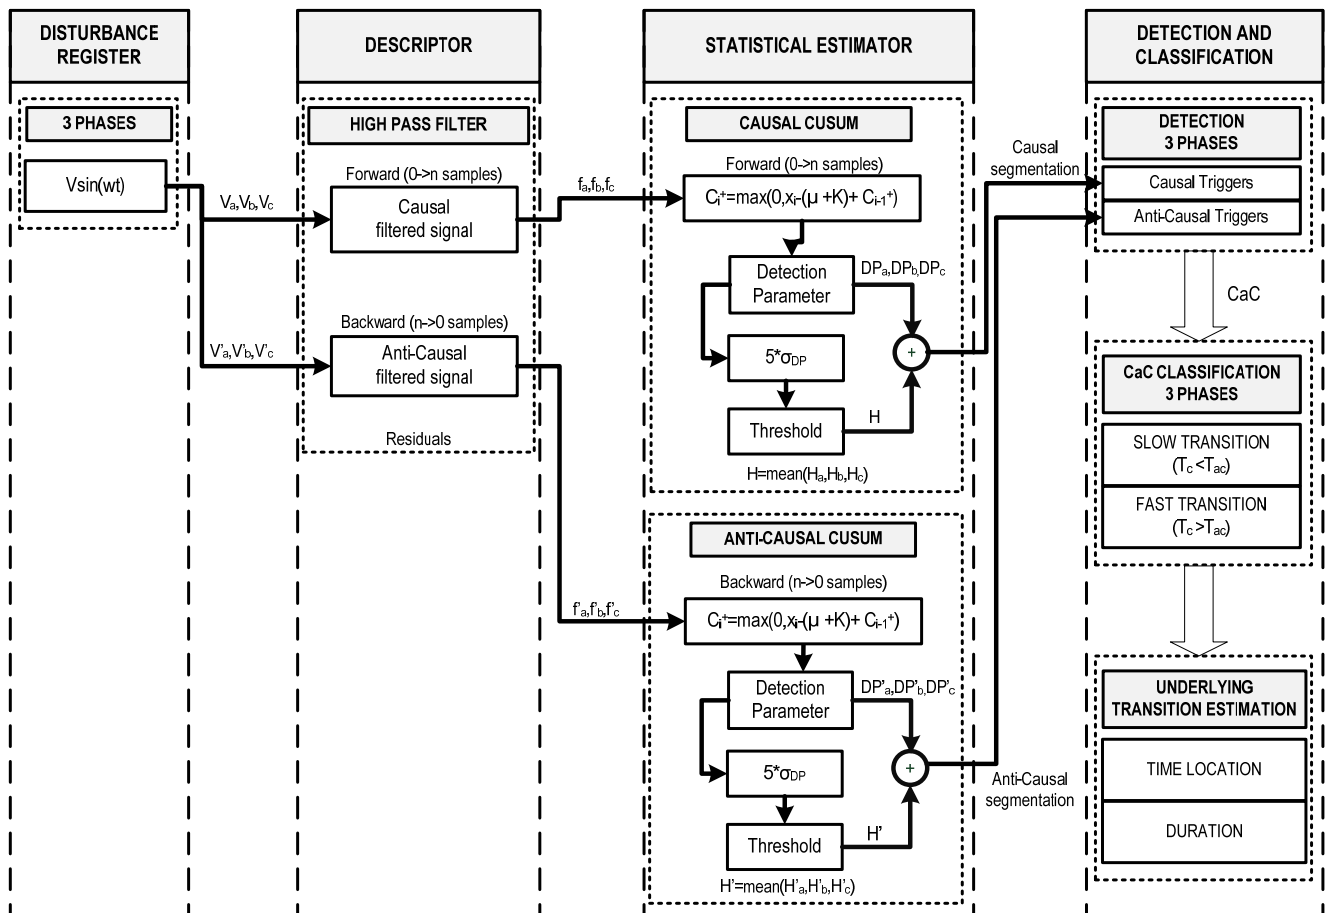 DISTURBANCE
REGISTER
3 PHASES
Vsin(wt)
Va,Vb,Vc
V'a,V'b,V'c
DESCRIPTOR
HIGH PASS FILTER
Forward (0->n samples)
Causal
filtered signal
Backward (n->0 samples)
Anti-Causal
filtered signal
Residuals
fa,fb,fc
f'a,f'b,f'c
STATISTICAL ESTIMATOR
CAUSAL CUSUM
Forward (0->n samples)
Ci+=max(0,xi-(μ +K)+ Ci-1+)
Detection
Parameter
DPa,DPb,DPc
5*σDP
+
Threshold
H
H=mean(Ha,Hb,Hc)
ANTI-CAUSAL CUSUM
Backward (n->0 samples)
Ci+=max(0,xi-(μ +K)+ Ci-1+)
Detection
Parameter
DP'a,DP'b,DP'c
5*σDP
+
Threshold
H'
H'=mean(H'a,H'b,H'c)
Causal
segmentation
Anti-Causal
segmentation
DETECTION AND
CLASSIFICATION
DETECTION
3 PHASES
Causal Triggers
Anti-Causal Triggers
CaC
CaC CLASSIFICATION
3 PHASES
SLOW TRANSITION
(Tc <Tac)
FAST TRANSITION
(Tc >Tac)
UNDERLYING
TRANSITION ESTIMATION
TIME LOCATION
DURATION